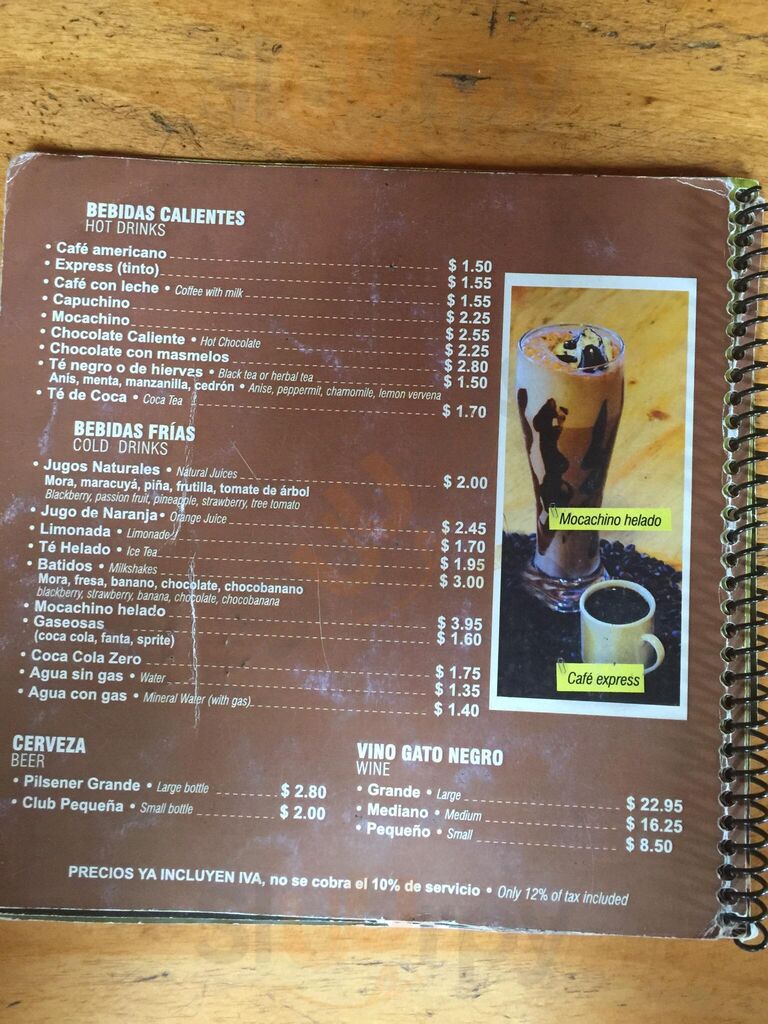 BEBIDAS CALIENTES
HOT DRINKS
• Café americano $ 1.50
• Express (tinto) $ 1.55
• Café con leche • Coffee with milk $ 1.55
• Capuchino $ 2.25
• Mocachino $ 2.55
• Chocolate Caliente • Hot Chocolate $ 2.25
• Chocolate con masmelos $ 2.80
• Té negro o de hierves • Black tea or herbal tea $ 1.50
Anís, menta, manzanilla, cedrón • Anise, peppermit, chamomile, lemon vervena
• Té de Coca • Coca Tea $ 1.70
BEBIDAS FRÍAS
COLD DRINKS
• Jugos Naturales • Natural Juices $ 2.00
Mora, maracuyá, piña, frutilla, tomate de árbol
Blackberry, passion fruit, pineapple, strawberry, tree tomato
• Jugo de Naranja • Orange Juice $ 2.45
• Limonada • Limonade $ 1.70
• Té Helado • Ice Tea $ 1.95
• Batidos • Milkshakes $ 3.00
Mora, fresa, banano, chocolate, chocobanano
blackberry, strawberry, banana, chocolate, chocobanana
• Mocachino helado $ 3.95
• Gaseosas $ 1.60
(coca cola, fanta, sprite)
• Coca Cola Zero $ 1.75
• Agua sin gas • Water $ 1.35
• Agua con gas • Mineral Water (with gas) $ 1.40
Mocachino helado
Café express
CERVEZA
BEER
• Pilsener Grande • Large bottle $ 2.80
• Club Pequeña • Small bottle $ 2.00
VINO GATO NEGRO
WINE
• Grande • Large $ 22.95
• Mediano • Medium $ 16.25
• Pequeño • Small $ 8.50
PRECIOS YA INCLUYEN IVA, no se cobra el 10% de servicio • Only 12% of tax included